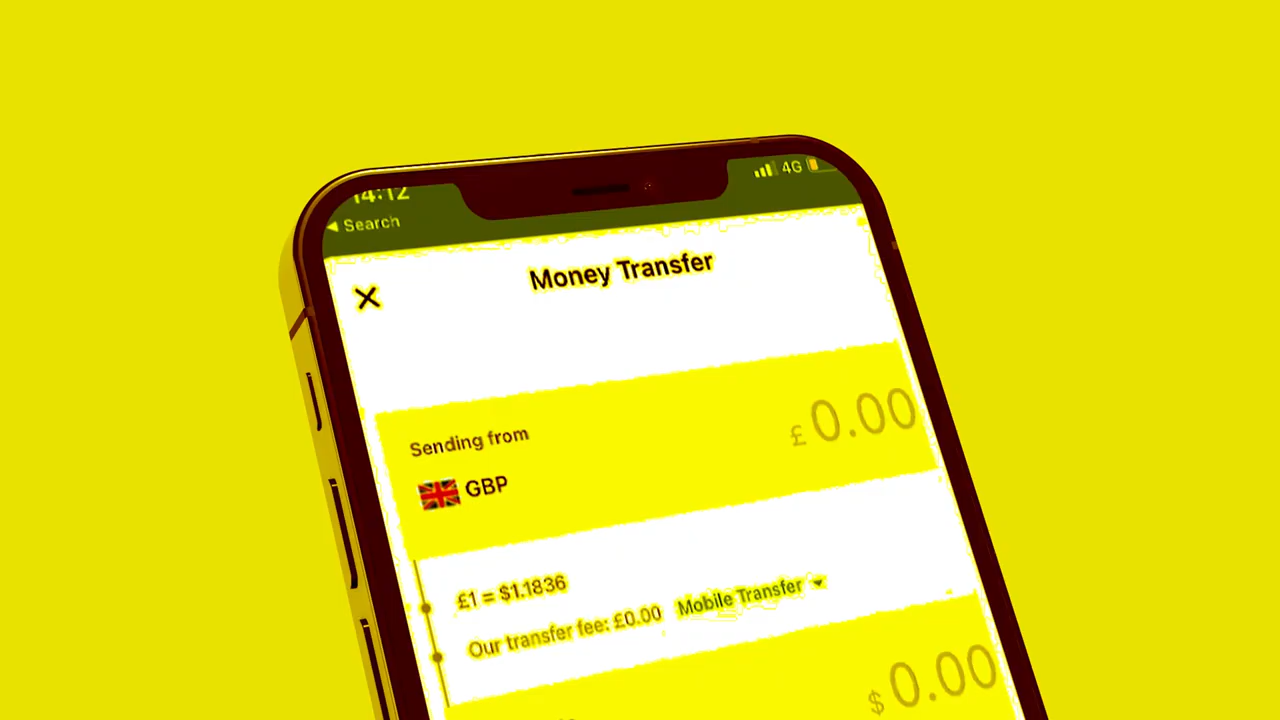 14:12
4G
◀ Search
Money Transfer
Sending from
£ 0.00
GBP
£1 = $1.1836
Our transfer fee: £0.00 Mobile Transfer
$ 0.00